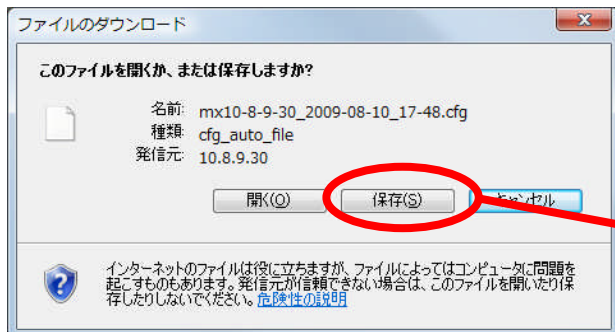 ファイルのダウンロード
このファイルを開くか、または保存しますか?
名前: mx10-8-9-30_2009-08-10_17-48.cfg
種類: cfg_auto_file
発信元: 10.8.9.30
開く(O) 保存(S) キャンセル
インターネットのファイルは役に立ちますが、ファイルによってはコンピュータに問題を
起こすものもあります。発信元が信頼できない場合は、このファイルを開いたり保
存したりしないでください。危険性の説明